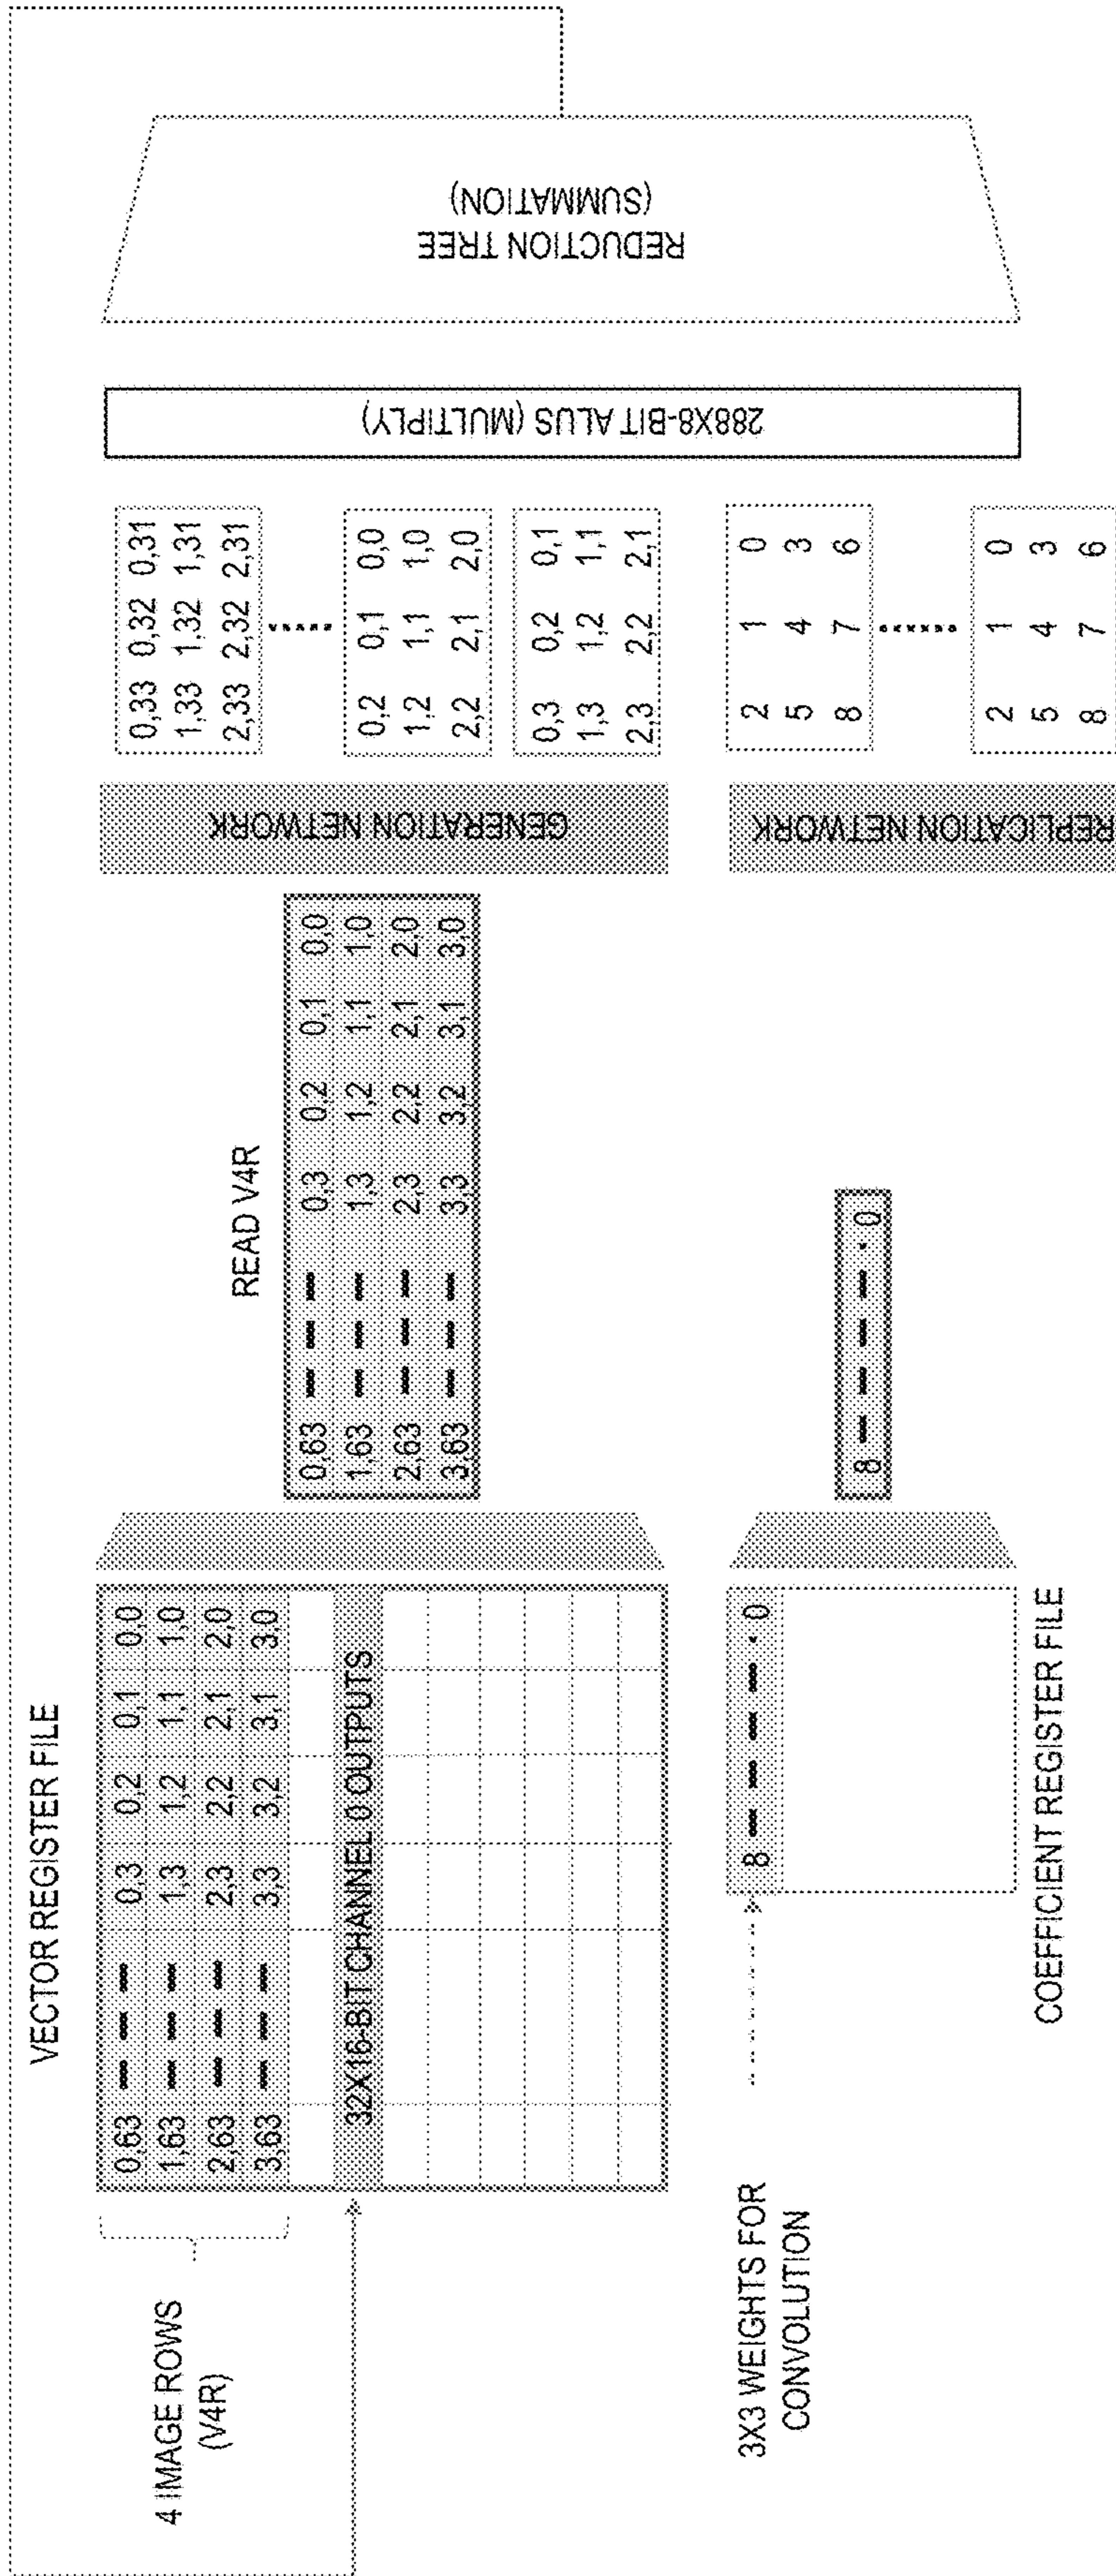 VECTOR REGISTER FILE
4 IMAGE ROWS
(V4R)
0,63 0,3 0,2 0,1 0,0
1,63 1,3 1,2 1,1 1,0
2,63 2,3 2,2 2,1 2,0
3,63 3,3 3,2 3,1 3,0
32X16-BIT CHANNEL 0 OUTPUTS
READ V4R
0,63 0,3 0,2 0,1 0,0
1,63 1,3 1,2 1,1 1,0
2,63 2,3 2,2 2,1 2,0
3,63 3,3 3,2 3,1 3,0
GENERATION NETWORK
0,33 0,32 0,31
1,33 1,32 1,31
2,33 2,32 2,31
0,2 0,1 0,0
1,2 1,1 1,0
2,2 2,1 2,0
0,3 0,2 0,1
1,3 1,2 1,1
2,3 2,2 2,1
288X8-BIT ALUS (MULTIPLY)
REDUCTION TREE
(SUMMATION)
3X3 WEIGHTS FOR
CONVOLUTION
8 0
COEFFICIENT REGISTER FILE
8 0
REPLICATION NETWORK
2 1 0
5 4 3
8 7 6
2 1 0
5 4 3
8 7 6